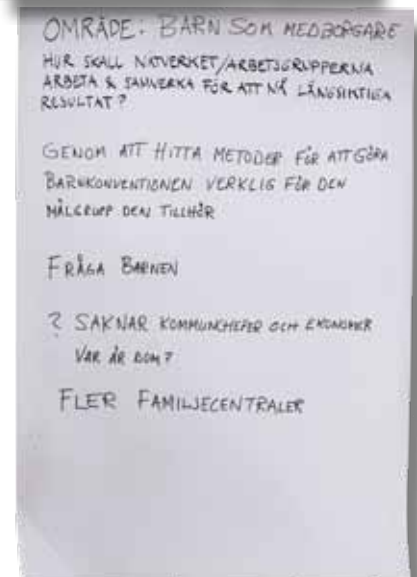 OMRÅDE: BARN SOM MEDBORGARE
HUR SKALL NÄTVERKET/ARBETSGRUPPERNA
ARBETA & SAMVERKA FÖR ATT NÅ LÅNGSIKTIGA
RESULTAT?
GENOM ATT HITTA METODER FÖR ATT GÖRA
BARNKONVENTIONEN VERKLIG FÖR DEN
MÅLGRUPP DEN TILLHÖR
FRÅGA BARNEN
? SAKNAR KOMMUNCHEFER OCH EKONOMER
VAR ÄR DOM?
FLER FAMILJECENTRALER